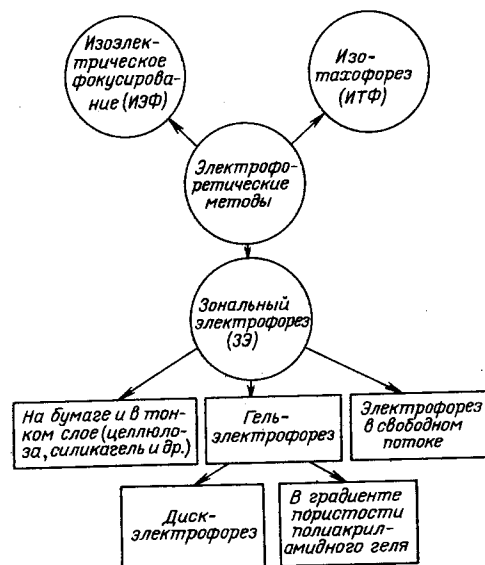 Изоэлек-
трическое
фокусирова-
ние (ИЭФ)
Изо-
тахофорез
(ИТФ)
Электрофо-
ретические
методы
Зональный
электрофорез
(ЗЭ)
На бумаге и в тон-
ком слое (целлюло-
за, силикагель и др.)
Гель-
электрофорез
Электрофорез
в свободном
потоке
Диск-
электрофорез
В градиенте
пористости
полиакрил-
амидного геля